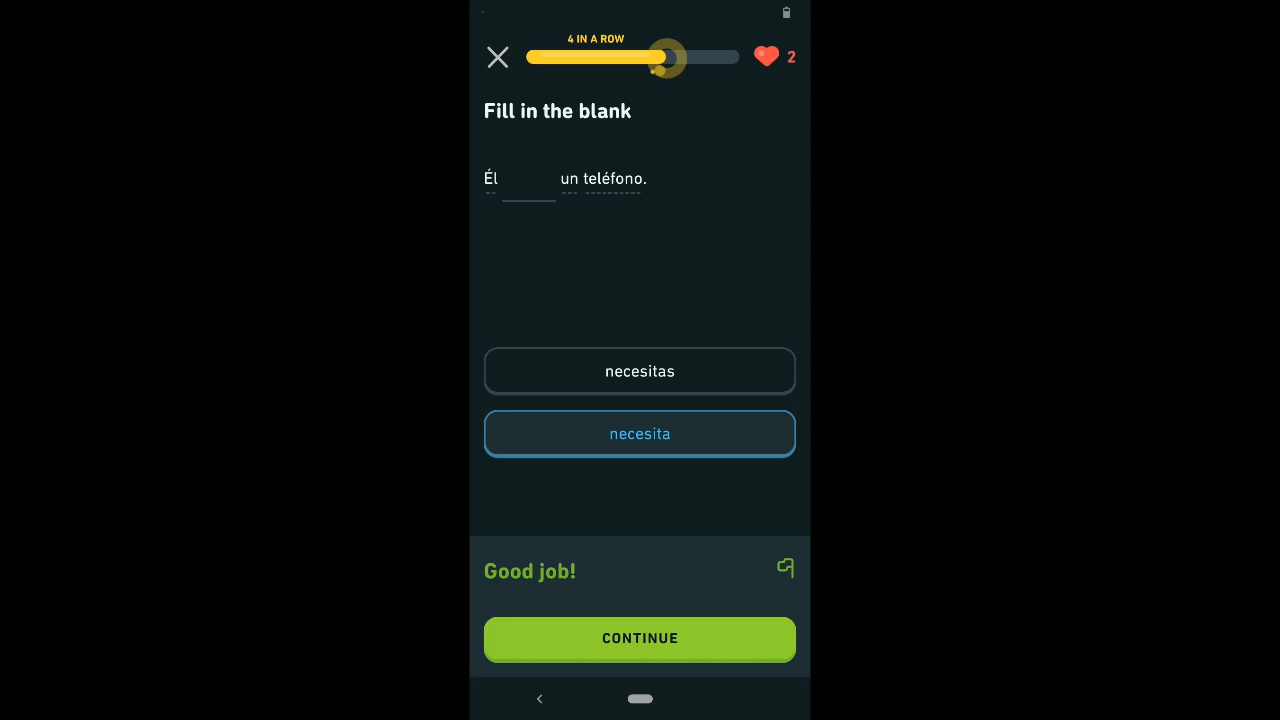 4 IN A ROW
2
Fill in the blank
Él un teléfono.
necesitas
necesita
Good job!
CONTINUE